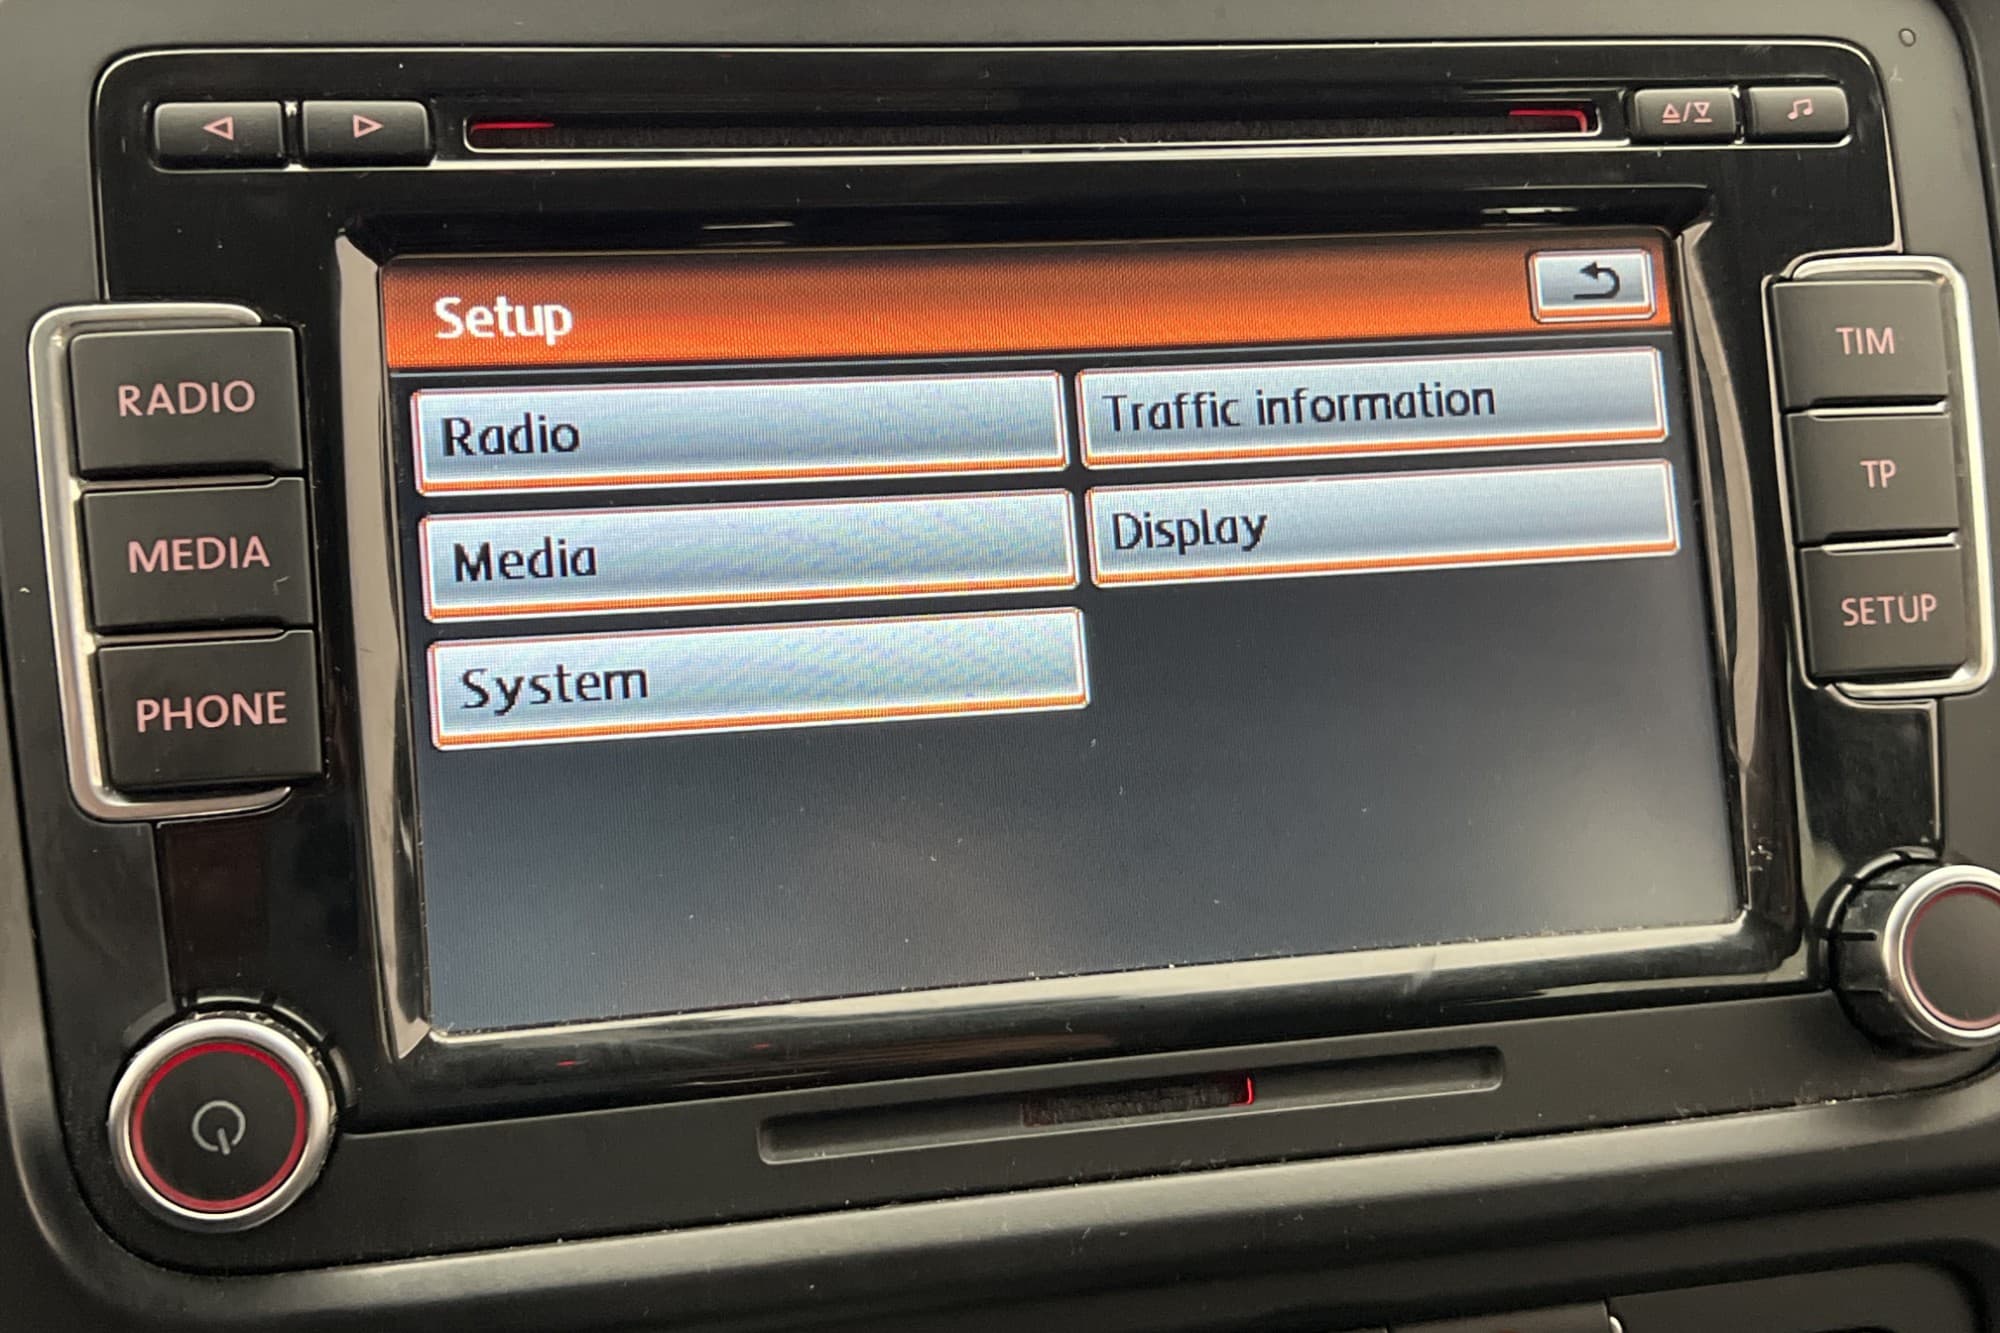 RADIO
MEDIA
PHONE
Setup
Radio
Traffic information
Media
Display
System
TIM
TP
SETUP